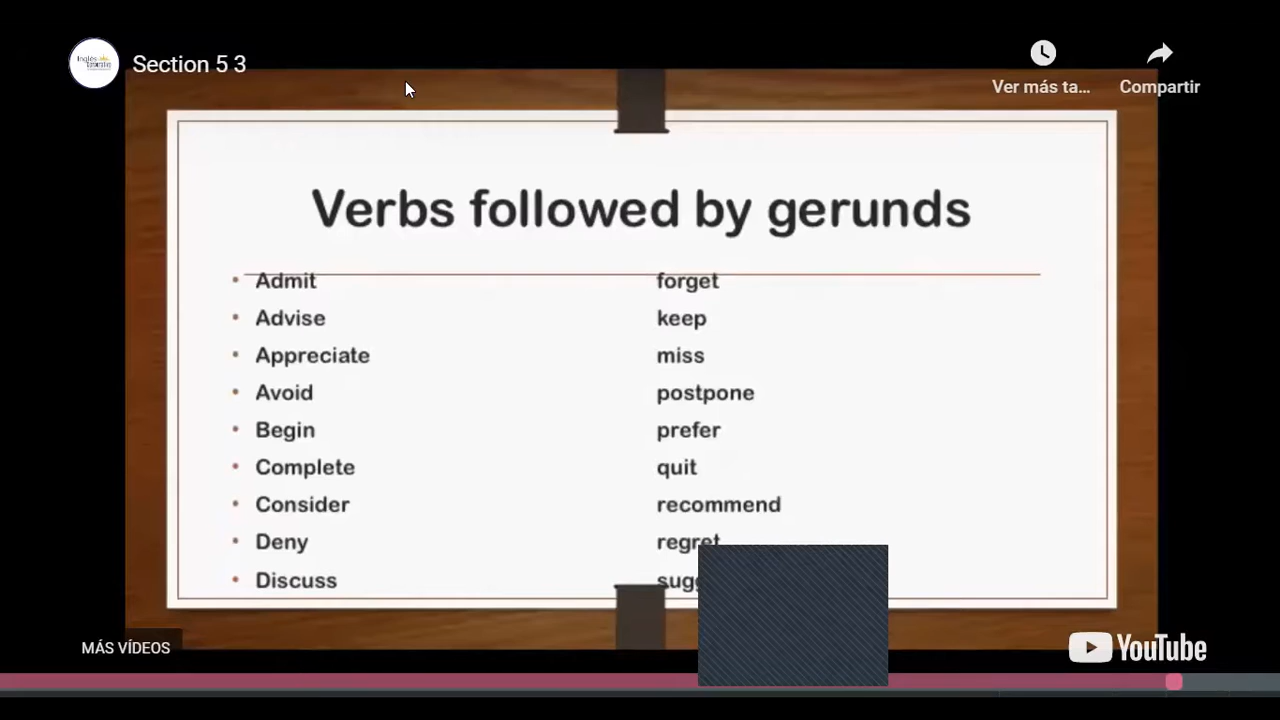 Section 5 3
Ver más ta...
Compartir
Verbs followed by gerunds
• Admit forget
• Advise keep
• Appreciate miss
• Avoid postpone
• Begin prefer
• Complete quit
• Consider recommend
• Deny regret
• Discuss
MÁS VÍDEOS
YouTube